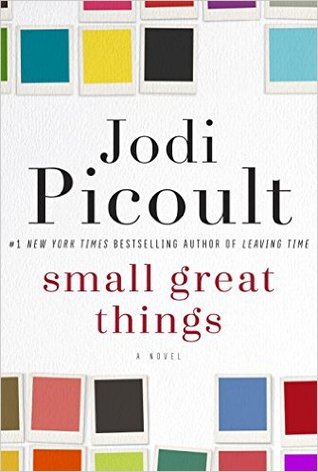 Jodi
Picoult
#1 NEW YORK TIMES BESTSELLING AUTHOR OF LEAVING TIME
small great
things
A NOVEL